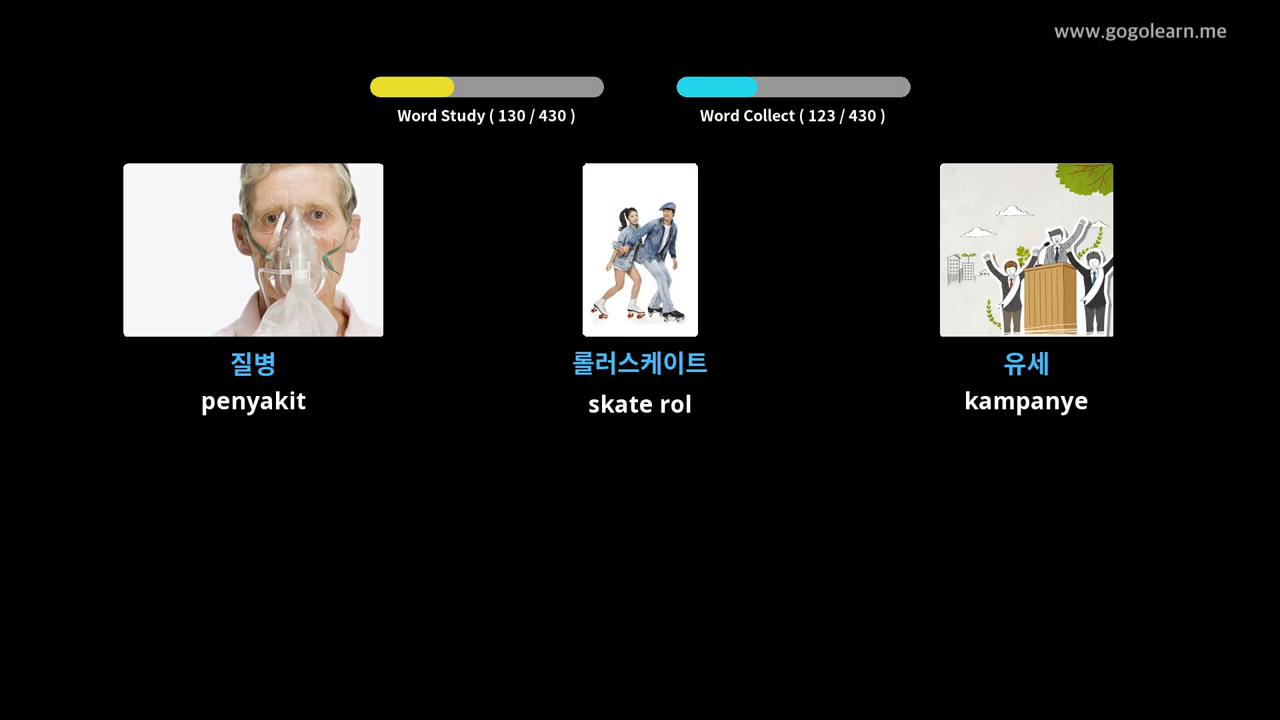 www.gogolearn.me
Word Study ( 130 / 430 )
Word Collect ( 123 / 430 )
질병
penyakit
롤러스케이트
skate rol
유세
kampanye